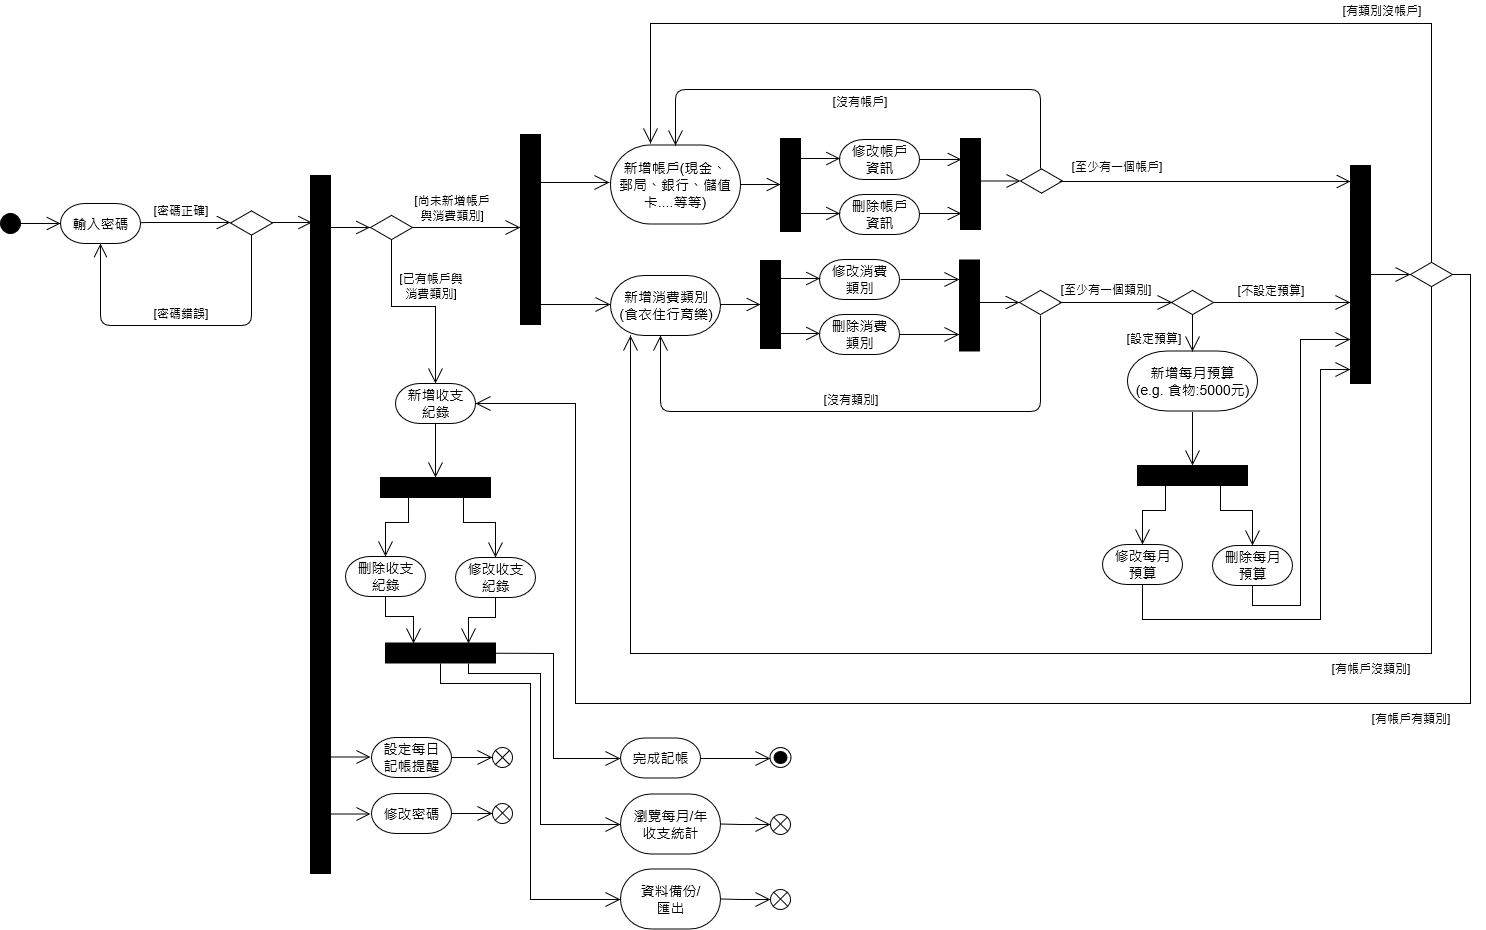 [有類別沒帳戶]
[沒有帳戶]
新增帳戶(現金、
郵局、銀行、儲值
卡....等等)
修改帳戶
資訊
刪除帳戶
資訊
[至少有一個帳戶]
輸入密碼
[密碼正確]
[密碼錯誤]
[尚未新增帳戶
與消費類別]
[已有帳戶與
消費類別]
新增消費類別
(食衣住行育樂)
修改消費
類別
刪除消費
類別
[至少有一個類別]
[不設定預算]
[設定預算]
[沒有類別]
新增每月預算
(e.g. 食物:5000元)
新增收支
紀錄
刪除收支
紀錄
修改收支
紀錄
修改每月
預算
刪除每月
預算
[有帳戶沒類別]
[有帳戶有類別]
設定每日
記帳提醒
修改密碼
完成記帳
瀏覽每月/年
收支統計
資料備份/
匯出